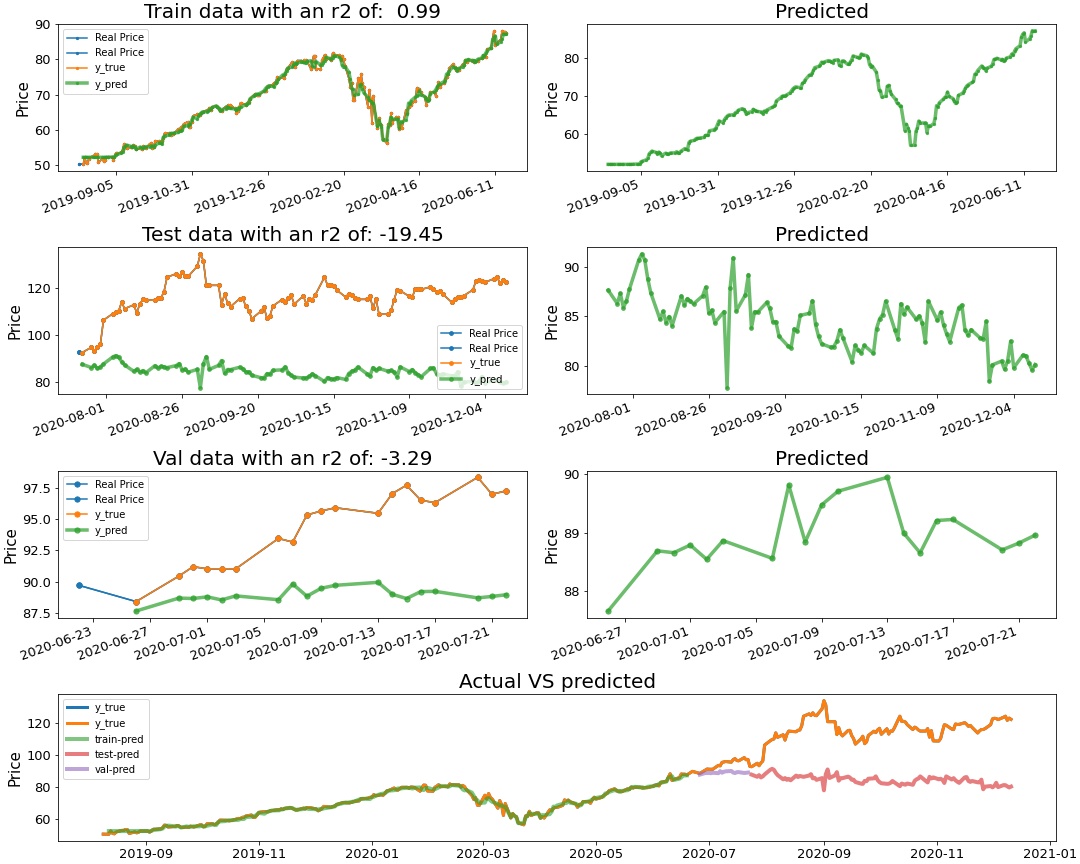 Train data with an r2 of:  0.99
Price
90
80
70
60
50
Real Price
Real Price
y_true
y_pred
2019-09-05
2019-10-31
2019-12-26
2020-02-20
2020-04-16
2020-06-11
Predicted
Price
80
70
60
2019-09-05
2019-10-31
2019-12-26
2020-02-20
2020-04-16
2020-06-11
Test data with an r2 of: -19.45
Price
120
100
80
Real Price
Real Price
y_true
y_pred
2020-08-01
2020-08-26
2020-09-20
2020-10-15
2020-11-09
2020-12-04
Predicted
Price
90
85
80
2020-08-01
2020-08-26
2020-09-20
2020-10-15
2020-11-09
2020-12-04
Val data with an r2 of: -3.29
Price
97.5
95.0
92.5
90.0
87.5
Real Price
Real Price
y_true
y_pred
2020-06-23
2020-06-27
2020-07-01
2020-07-05
2020-07-09
2020-07-13
2020-07-17
2020-07-21
Predicted
Price
90
89
88
2020-06-27
2020-07-01
2020-07-05
2020-07-09
2020-07-13
2020-07-17
2020-07-21
Actual VS predicted
Price
120
100
80
60
y_true
y_true
train-pred
test-pred
val-pred
2019-09
2019-11
2020-01
2020-03
2020-05
2020-07
2020-09
2020-11
2021-01